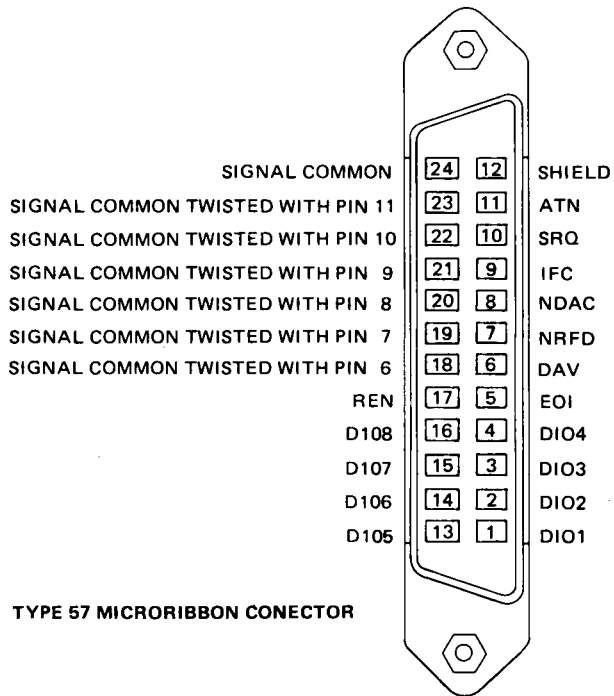 SIGNAL COMMON 24 12 SHIELD
SIGNAL COMMON TWISTED WITH PIN 11 23 11 ATN
SIGNAL COMMON TWISTED WITH PIN 10 22 10 SRQ
SIGNAL COMMON TWISTED WITH PIN 9 21 9 IFC
SIGNAL COMMON TWISTED WITH PIN 8 20 8 NDAC
SIGNAL COMMON TWISTED WITH PIN 7 19 7 NRFD
SIGNAL COMMON TWISTED WITH PIN 6 18 6 DAV
REN 17 5 EOI
D108 16 4 DIO4
D107 15 3 DIO3
D106 14 2 DIO2
D105 13 1 DIO1
TYPE 57 MICRORIBBON CONECTOR